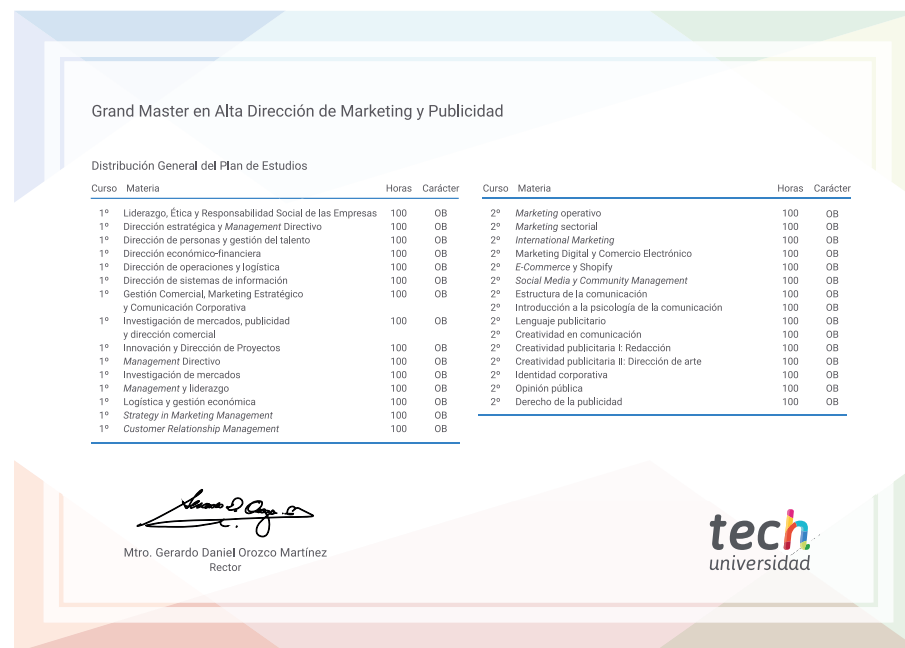 Grand Master en Alta Dirección de Marketing y Publicidad
Distribución General del Plan de Estudios
Curso Materia Horas Carácter
1º Liderazgo, Ética y Responsabilidad Social de las Empresas 100 OB
1º Dirección estratégica y Management Directivo 100 OB
1º Dirección de personas y gestión del talento 100 OB
1º Dirección económico-financiera 100 OB
1º Dirección de operaciones y logística 100 OB
1º Dirección de sistemas de información 100 OB
1º Gestión Comercial, Marketing Estratégico 100 OB
y Comunicación Corporativa
1º Investigación de mercados, publicidad 100 OB
y dirección comercial
1º Innovación y Dirección de Proyectos 100 OB
1º Management Directivo 100 OB
1º Investigación de mercados 100 OB
1º Management y liderazgo 100 OB
1º Logística y gestión económica 100 OB
1º Strategy in Marketing Management 100 OB
1º Customer Relationship Management 100 OB
Curso Materia Horas Carácter
2º Marketing operativo 100 OB
2º Marketing sectorial 100 OB
2º International Marketing 100 OB
2º Marketing Digital y Comercio Electrónico 100 OB
2º E-Commerce y Shopify 100 OB
2º Social Media y Community Management 100 OB
2º Estructura de la comunicación 100 OB
2º Introducción a la psicología de la comunicación 100 OB
2º Lenguaje publicitario 100 OB
2º Creatividad en comunicación 100 OB
2º Creatividad publicitaria I: Redacción 100 OB
2º Creatividad publicitaria II: Dirección de arte 100 OB
2º Identidad corporativa 100 OB
2º Opinión pública 100 OB
2º Derecho de la publicidad 100 OB
Mtro. Gerardo Daniel Orozco Martínez
Rector
tech
universidad